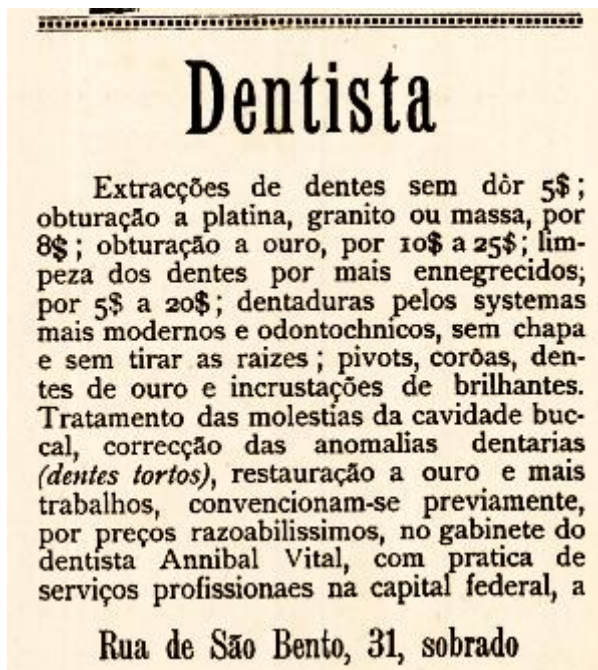 Dentista
Extracções de dentes sem dôr 5$;
obturação a platina, granito ou massa, por
8$; obturação a ouro, por 10$ a 25$; lim-
peza dos dentes por mais ennegrecidos,
por 5$ a 20$; dentaduras pelos systemas
mais modernos e odontochnicos, sem chapa
e sem tirar as raizes; pivots, corôas, den-
tes de ouro e incrustações de brilhantes.
Tratamento das molestias da cavidade buc-
cal, correcção das anomalias dentarias
(dentes tortos), restauração a ouro e mais
trabalhos, convencionam-se previamente,
por preços razoabilissimos, no gabinete do
dentista Annibal Vital, com pratica de
serviços profissionaes na capital federal, a
Rua de São Bento, 31, sobrado